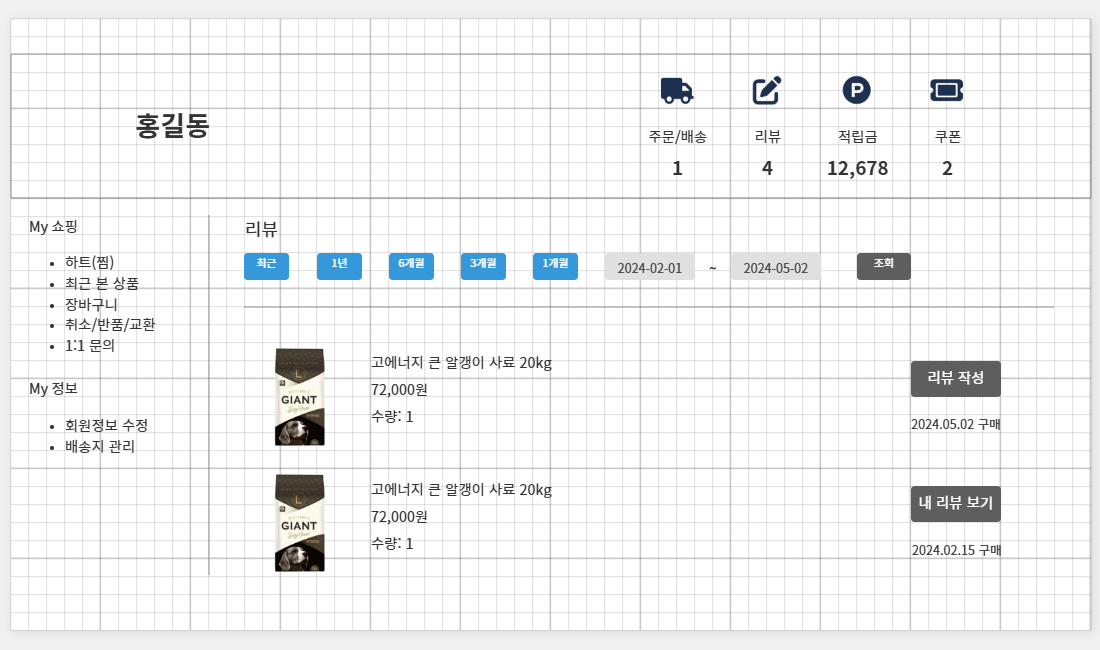 홍길동
주문/배송
1
리뷰
4
적립금
12,678
쿠폰
2
My 쇼핑
하트(찜)
최근 본 상품
장바구니
취소/반품/교환
1:1 문의
My 정보
회원정보 수정
배송지 관리
리뷰
최근 1년 6개월 3개월 1개월 2024-02-01 ~ 2024-05-02 조회
GIANT
고에너지 큰 알갱이 사료 20kg
72,000원
수량: 1
리뷰 작성
2024.05.02 구매
GIANT
고에너지 큰 알갱이 사료 20kg
72,000원
수량: 1
내 리뷰 보기
2024.02.15 구매